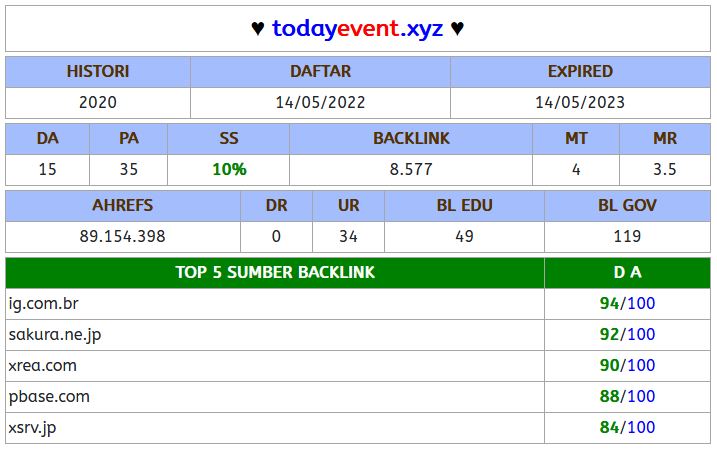 ♥ todayevent.xyz ♥
HISTORI DAFTAR EXPIRED
2020 14/05/2022 14/05/2023
DA PA SS BACKLINK MT MR
15 35 10% 8.577 4 3.5
AHREFS DR UR BL EDU BL GOV
89.154.398 0 34 49 119
TOP 5 SUMBER BACKLINK D A
ig.com.br 94/100
sakura.ne.jp 92/100
xrea.com 90/100
pbase.com 88/100
xsrv.jp 84/100